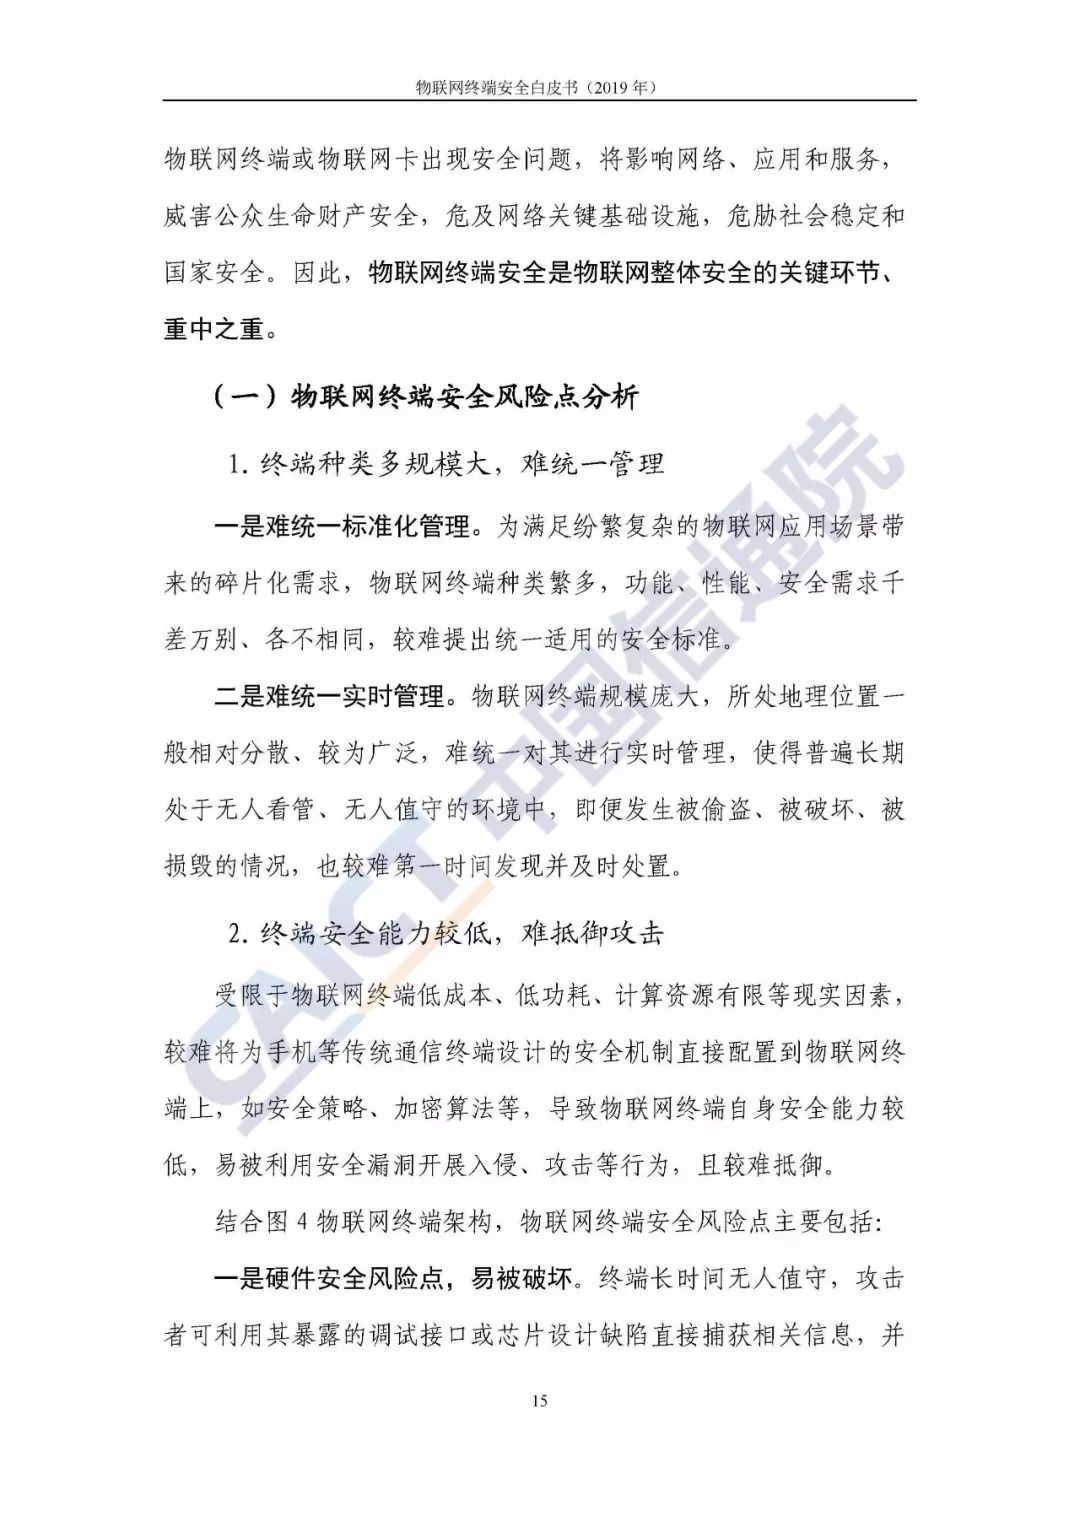 物联网终端安全白皮书（2019 年）
物联网终端或物联网卡出现安全问题，将影响网络、应用和服务，
威害公众生命财产安全，危及网络关键基础设施，危胁社会稳定和
国家安全。因此，物联网终端安全是物联网整体安全的关键环节、
重中之重。
（一）物联网终端安全风险点分析
1. 终端种类多规模大，难统一管理
一是难统一标准化管理。为满足纷繁复杂的物联网应用场景带
来的碎片化需求，物联网终端种类繁多，功能、性能、安全需求千
差万别、各不相同，较难提出统一适用的安全标准。
二是难统一实时管理。物联网终端规模庞大，所处地理位置一
般相对分散、较为广泛，难统一对其进行实时管理，使得普遍长期
处于无人看管、无人值守的环境中，即便发生被偷盗、被破坏、被
损毁的情况，也较难第一时间发现并及时处置。
2. 终端安全能力较低，难抵御攻击
受限于物联网终端低成本、低功耗、计算资源有限等现实因素，
较难将为手机等传统通信终端设计的安全机制直接配置到物联网终
端上，如安全策略、加密算法等，导致物联网终端自身安全能力较
低，易被利用安全漏洞开展入侵、攻击等行为，且较难抵御。
结合图 4 物联网终端架构，物联网终端安全风险点主要包括：
一是硬件安全风险点，易被破坏。终端长时间无人值守，攻击
者可利用其暴露的调试接口或芯片设计缺陷直接捕获相关信息，并
15
CAICT 中国信通院